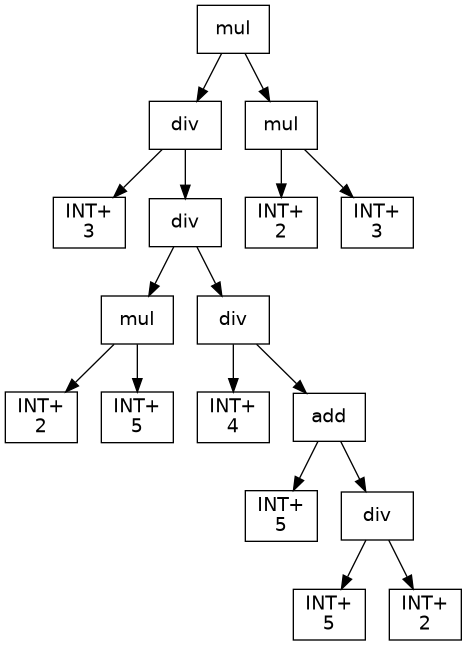 mul
div
mul
INT+
3
div
INT+
2
INT+
3
mul
div
INT+
2
INT+
5
INT+
4
add
INT+
5
div
INT+
5
INT+
2